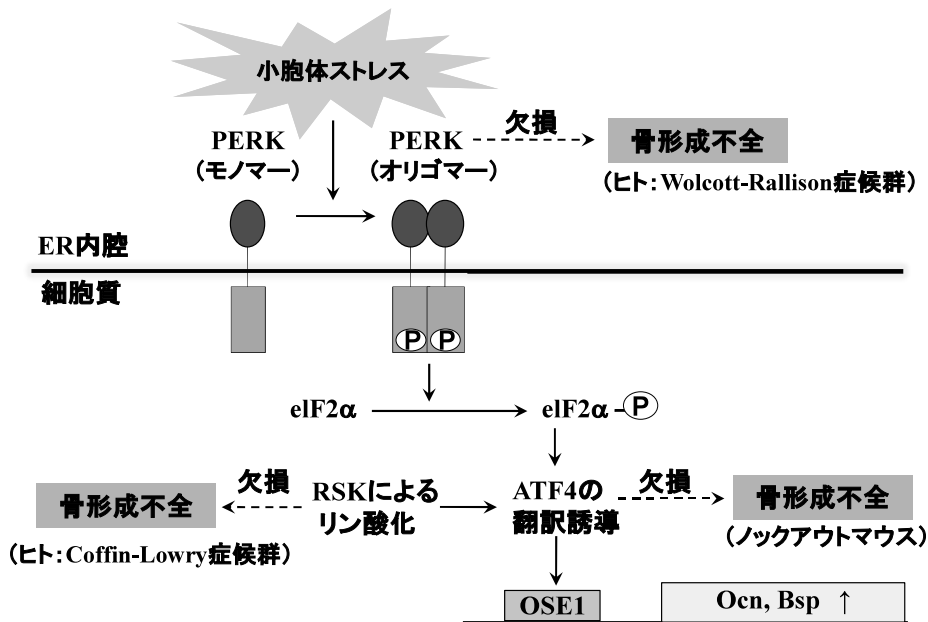 小胞体ストレス
PERK
(モノマー)
PERK
(オリゴマー)
欠損
骨形成不全
(ヒト:Wolcott-Rallison症候群)
ER内腔
細胞質
P P
eIF2α
eIF2α
P
骨形成不全
(ヒト:Coffin-Lowry症候群)
欠損
RSKによる
リン酸化
ATF4の
翻訳誘導
欠損
骨形成不全
(ノックアウトマウス)
OSE1
Ocn, Bsp ↑